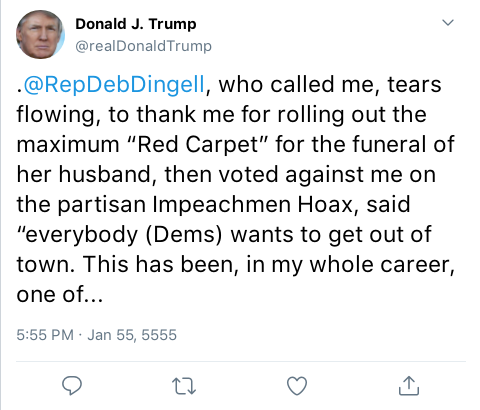 Donald J. Trump
@realDonaldTrump
.@RepDebDingell, who called me, tears
flowing, to thank me for rolling out the
maximum “Red Carpet” for the funeral of
her husband, then voted against me on
the partisan Impeachmen Hoax, said
“everybody (Dems) wants to get out of
town. This has been, in my whole career,
one of...
5:55 PM · Jan 55, 5555